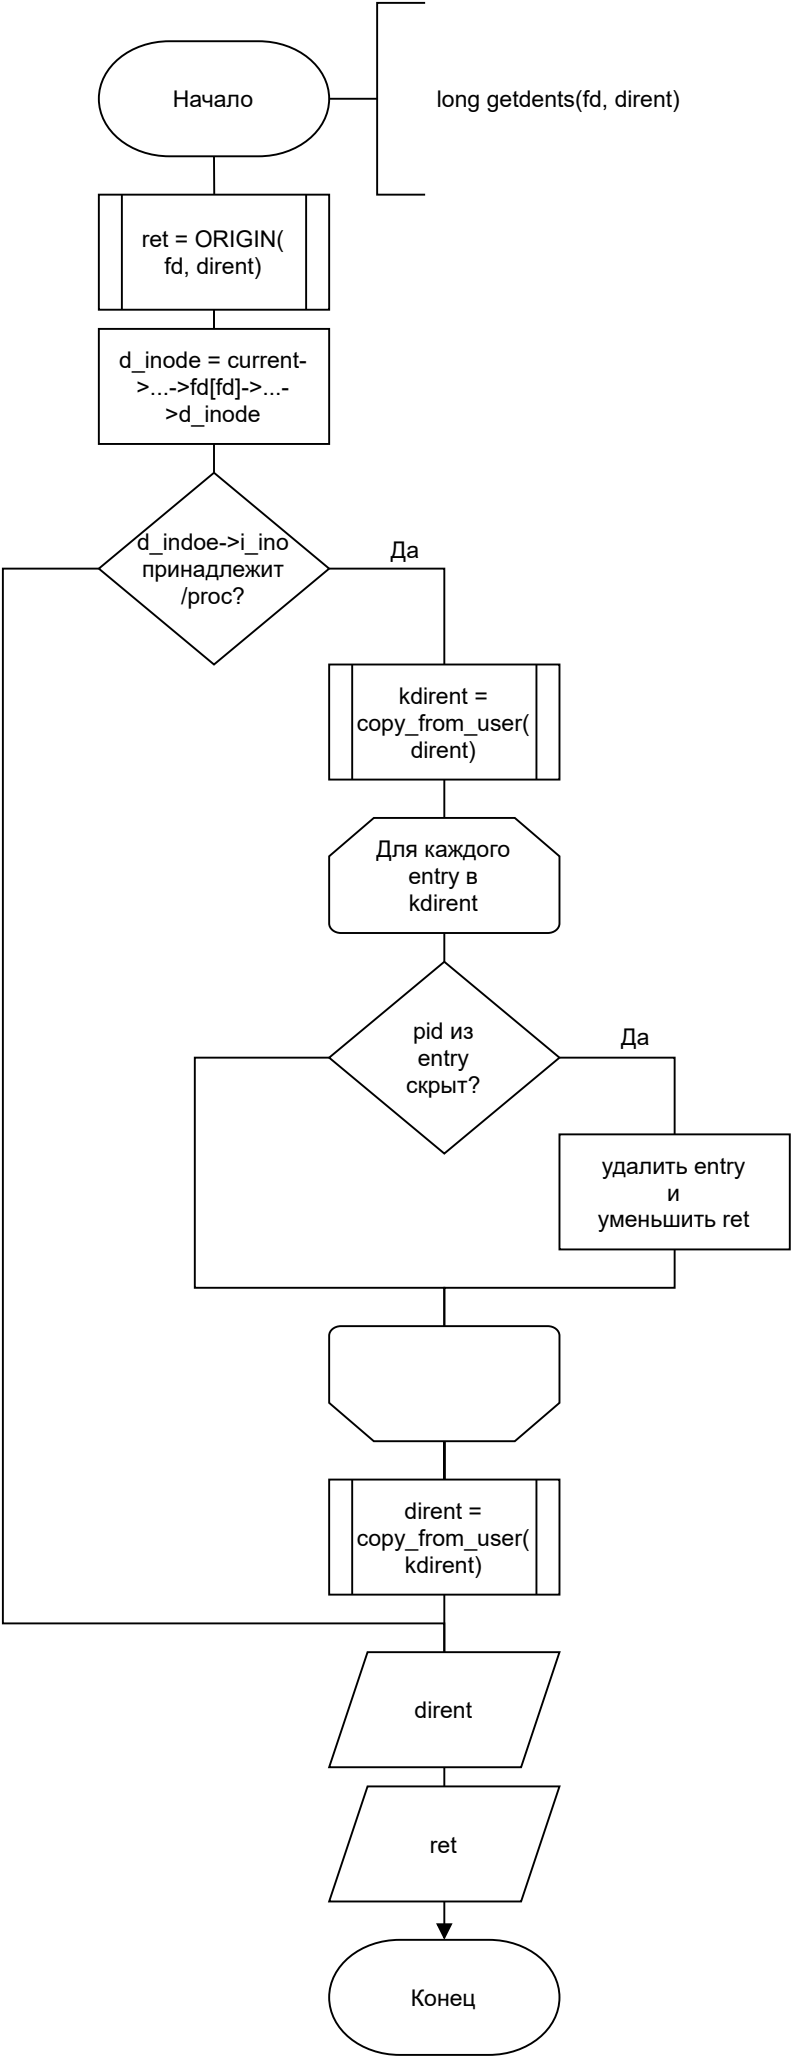 Начало
long getdents(fd, dirent)
ret = ORIGIN(
fd, dirent)
d_inode = current-
>...->fd[fd]->...-
>d_inode
d_indoe->i_ino
принадлежит
/proc?
Да
kdirent =
copy_from_user(
dirent)
Для каждого
entry в
kdirent
pid из
entry
скрыт?
Да
удалить entry
и
уменьшить ret
dirent =
copy_from_user(
kdirent)
dirent
ret
Конец